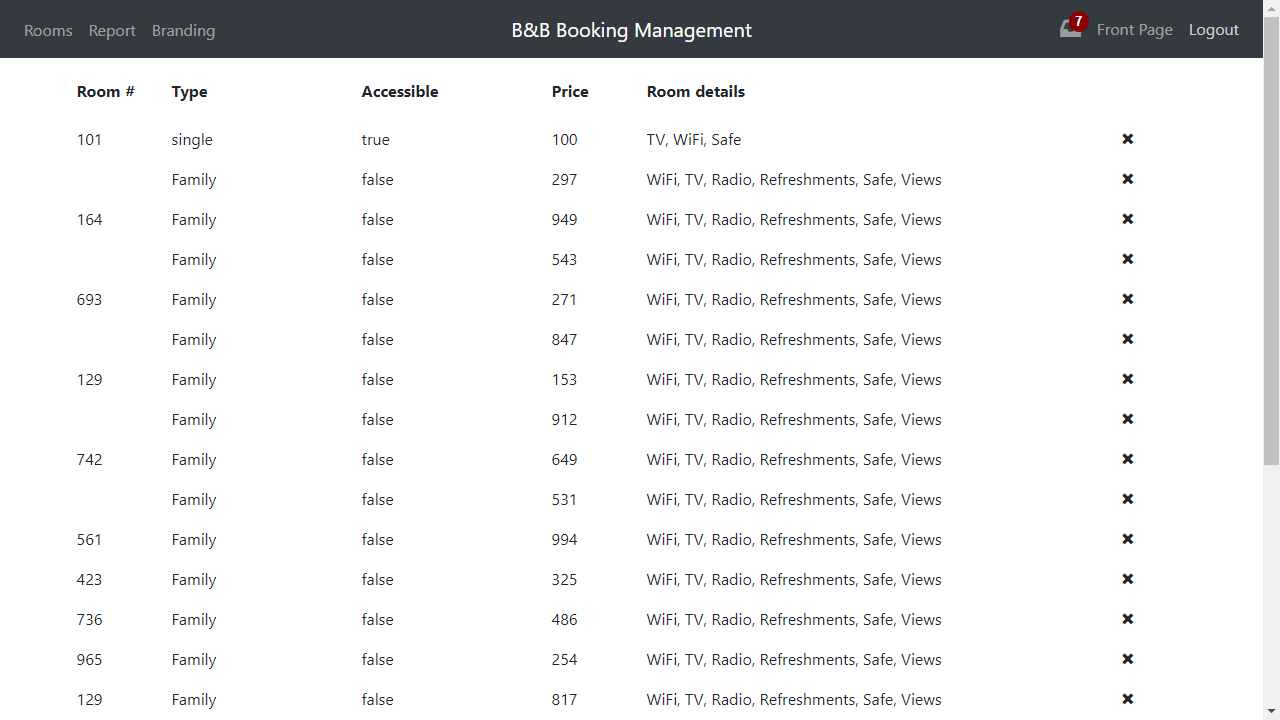 Rooms Report Branding B&B Booking Management 7 Front Page Logout
Room # Type Accessible Price Room details
101 single true 100 TV, WiFi, Safe
Family false 297 WiFi, TV, Radio, Refreshments, Safe, Views
164 Family false 949 WiFi, TV, Radio, Refreshments, Safe, Views
Family false 543 WiFi, TV, Radio, Refreshments, Safe, Views
693 Family false 271 WiFi, TV, Radio, Refreshments, Safe, Views
Family false 847 WiFi, TV, Radio, Refreshments, Safe, Views
129 Family false 153 WiFi, TV, Radio, Refreshments, Safe, Views
Family false 912 WiFi, TV, Radio, Refreshments, Safe, Views
742 Family false 649 WiFi, TV, Radio, Refreshments, Safe, Views
Family false 531 WiFi, TV, Radio, Refreshments, Safe, Views
561 Family false 994 WiFi, TV, Radio, Refreshments, Safe, Views
423 Family false 325 WiFi, TV, Radio, Refreshments, Safe, Views
736 Family false 486 WiFi, TV, Radio, Refreshments, Safe, Views
965 Family false 254 WiFi, TV, Radio, Refreshments, Safe, Views
129 Family false 817 WiFi, TV, Radio, Refreshments, Safe, Views